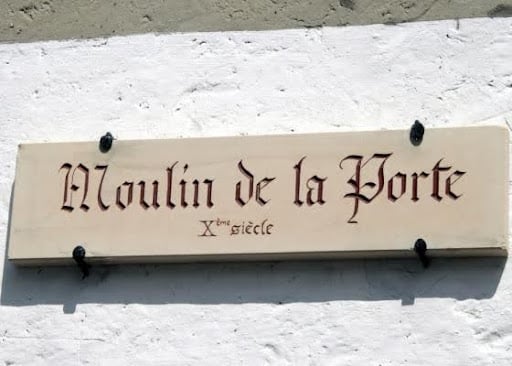 Moulin de la Porte
Xème siècle